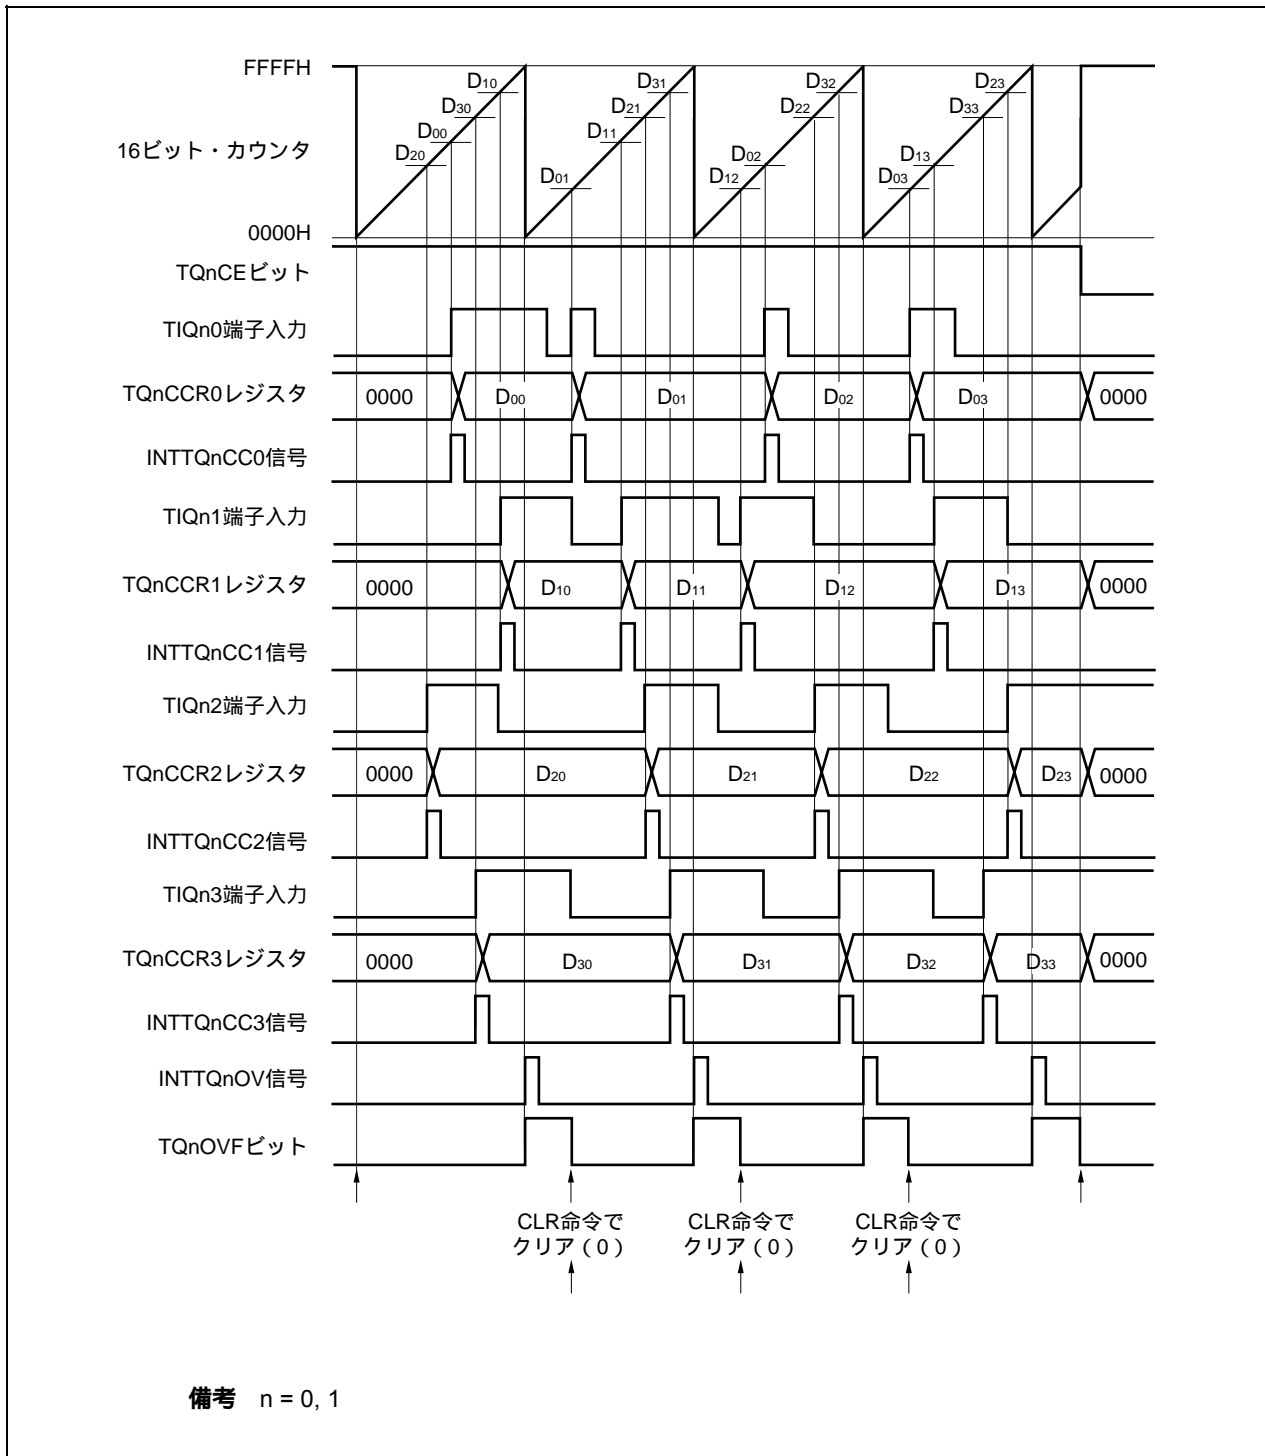 FFFFH
D10
D31
D32
D23
D30
D21
D22
D33
D00
D11
16ビット・カウンタ
D20
D02
D13
D01
D12
D03
0000H
TQnCEビット
TIQn0端子入力
TQnCCR0レジスタ 0000 D00 D01 D02 D03 0000
INTTQnCC0信号
TIQn1端子入力
TQnCCR1レジスタ 0000 D10 D11 D12 D13 0000
INTTQnCC1信号
TIQn2端子入力
TQnCCR2レジスタ 0000 D20 D21 D22 D23 0000
INTTQnCC2信号
TIQn3端子入力
TQnCCR3レジスタ 0000 D30 D31 D32 D33 0000
INTTQnCC3信号
INTTQnOV信号
TQnOVFビット
CLR命令で CLR命令で CLR命令で
クリア(0) クリア(0) クリア(0)
備考 n = 0, 1